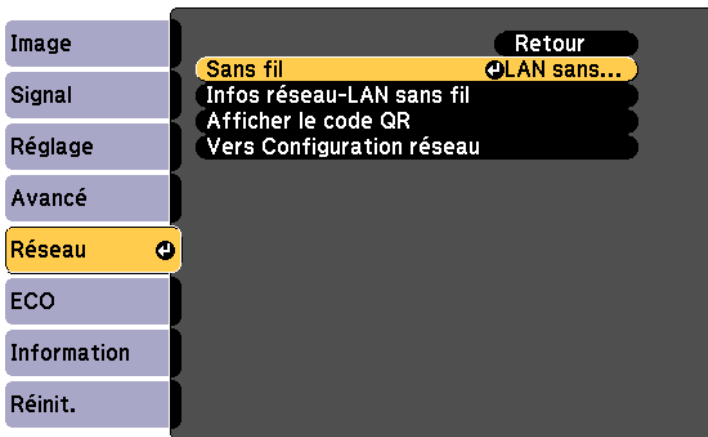 Image
Signal
Réglage
Avancé
Réseau
ECO
Information
Réinit.
Retour
Sans fil LAN sans...
Infos réseau-LAN sans fil
Afficher le code QR
Vers Configuration réseau